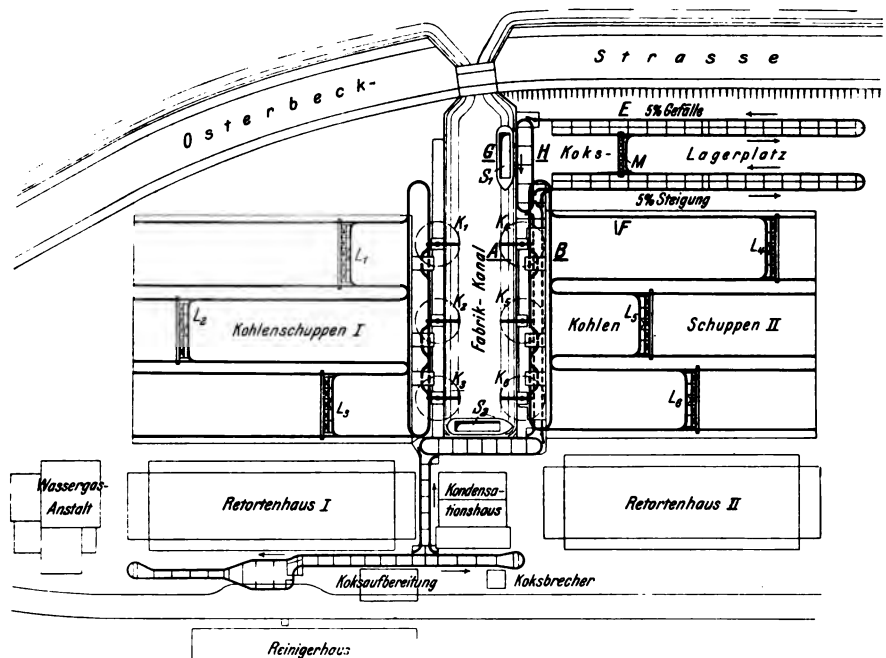 Osterbeck-
Strasse
E 5% Gefälle
G
H
S1
Koks- Lagerplatz
M
5% Steigung
K1
K4
A
B
F
L1
L4
L2
K2
K5
L5
Kohlenschuppen I
Fabrik-Kanal
Kohlen Schuppen II
K3
K6
L3
L6
S2
Wassergas-
Anstalt
Retortenhaus I
Kondensa-
tionshaus
Retortenhaus II
Koksaufbereitung
Koksbrecher
Reinigerhaus